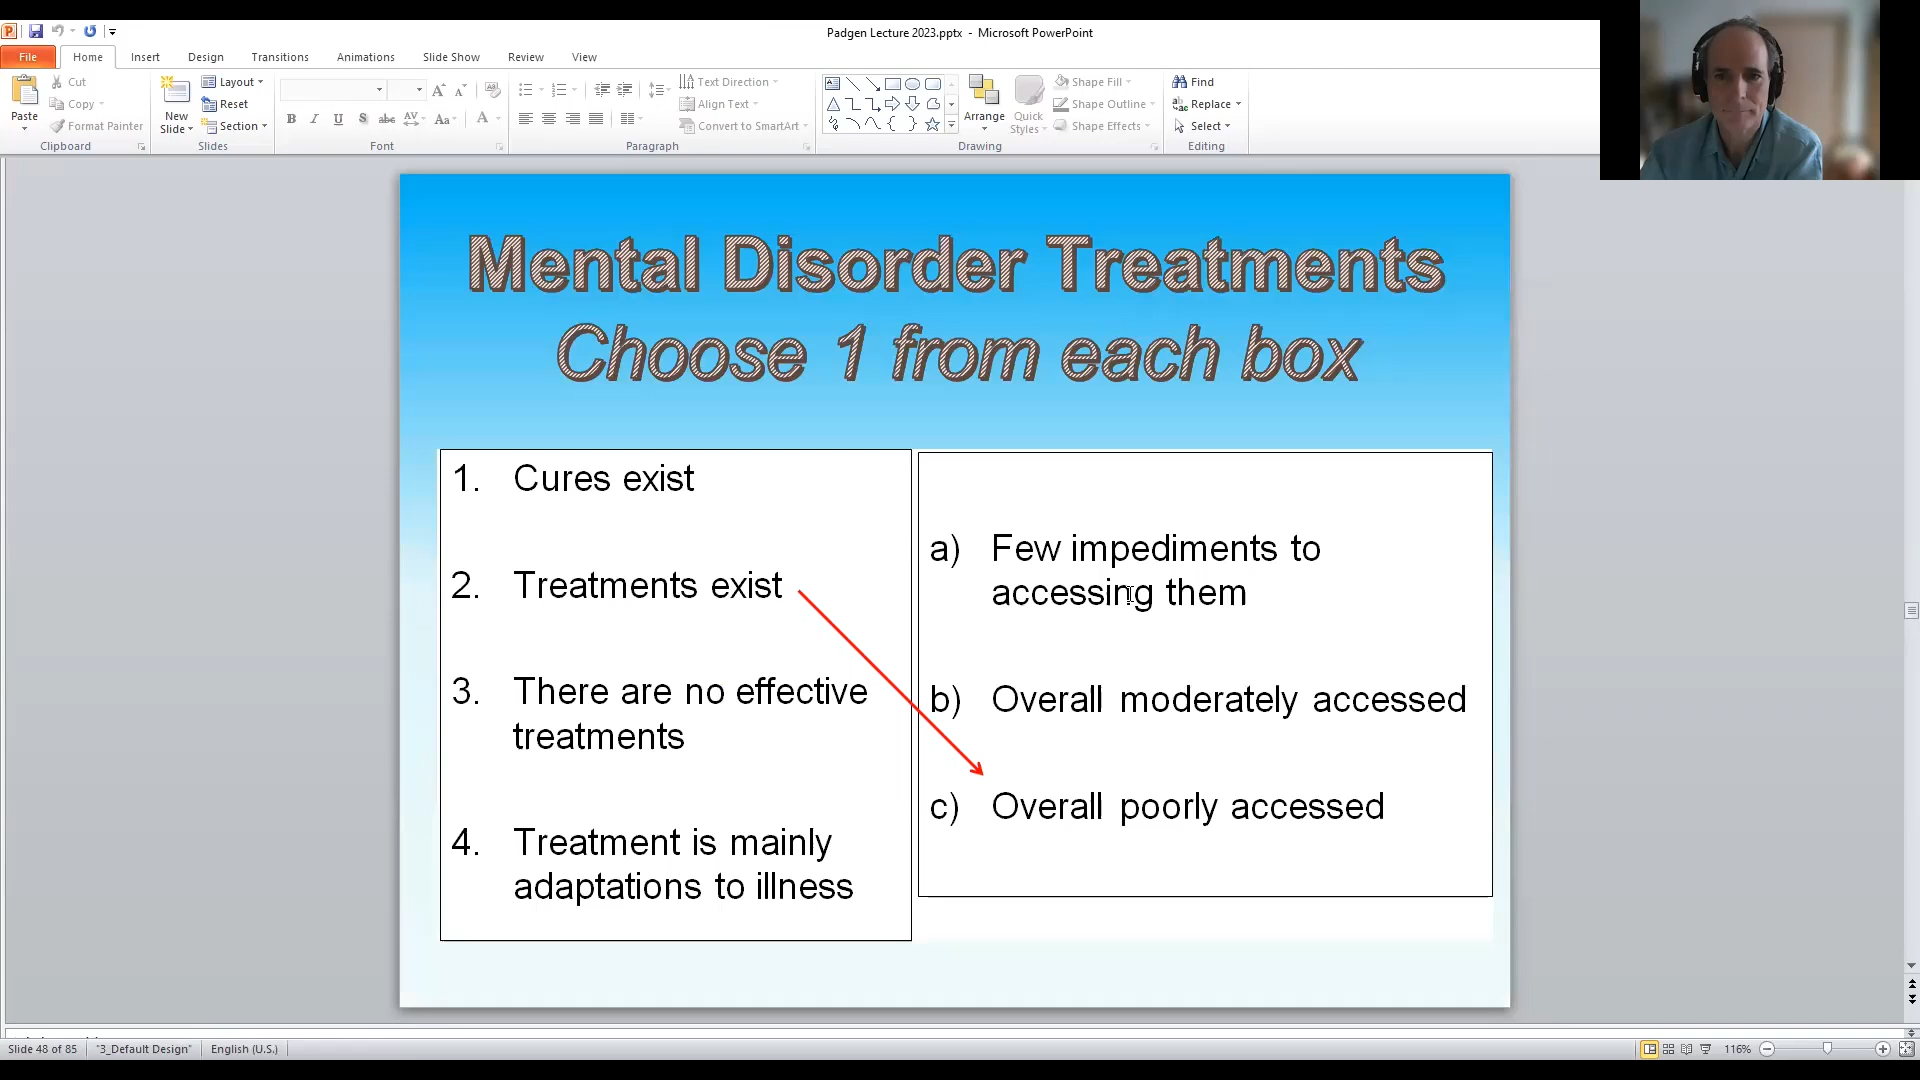 Padgen Lecture 2023.pptx - Microsoft PowerPoint
File Home Insert Design Transitions Animations Slide Show Review View
Paste
Cut
Copy
Format Painter
Clipboard
New
Slide
Layout
Reset
Section
Slides
B I U S abc AV Aa A
Font
Text Direction
Align Text
Convert to SmartArt
Paragraph
Arrange
Quick
Styles
Shape Fill
Shape Outline
Shape Effects
Drawing
Find
Replace
Select
Editing
Mental Disorder Treatments
Choose 1 from each box
1. Cures exist
2. Treatments exist
3. There are no effective
treatments
4. Treatment is mainly
adaptations to illness
a) Few impediments to
accessing them
b) Overall moderately accessed
c) Overall poorly accessed
Slide 48 of 85 "3_Default Design" English (U.S.) 116%